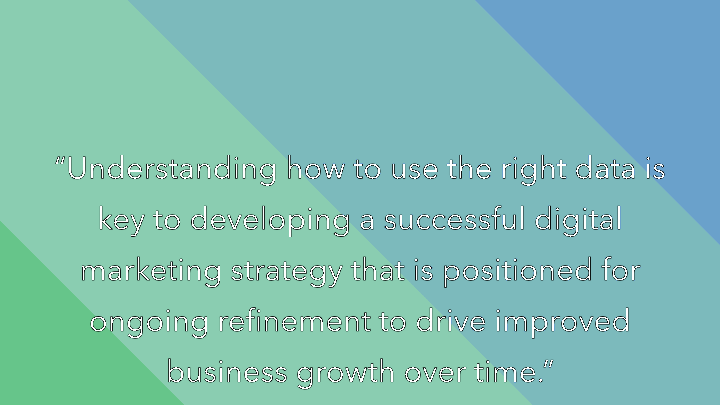 “Understanding how to use the right data is
key to developing a successful digital
marketing strategy that is positioned for
ongoing refinement to drive improved
business growth over time.”